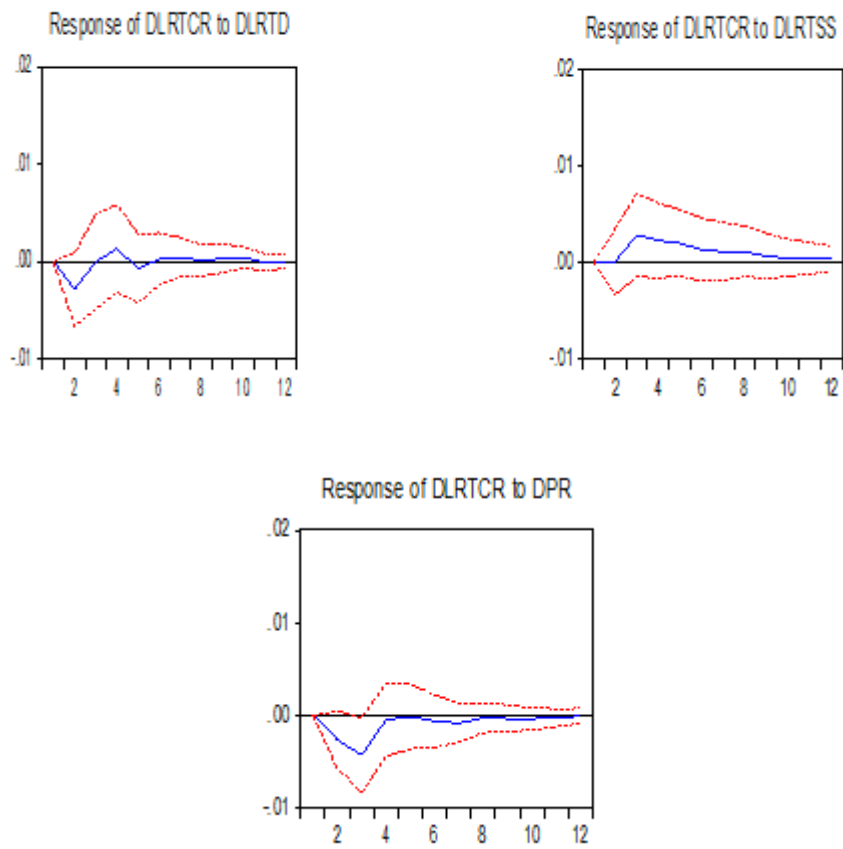 Response of DLRTCR to DLRTD
.02
.01
.00
-.01
2 4 6 8 10 12
Response of DLRTCR to DLRTSS
.02
.01
.00
-.01
2 4 6 8 10 12
Response of DLRTCR to DPR
.02
.01
.00
-.01
2 4 6 8 10 12